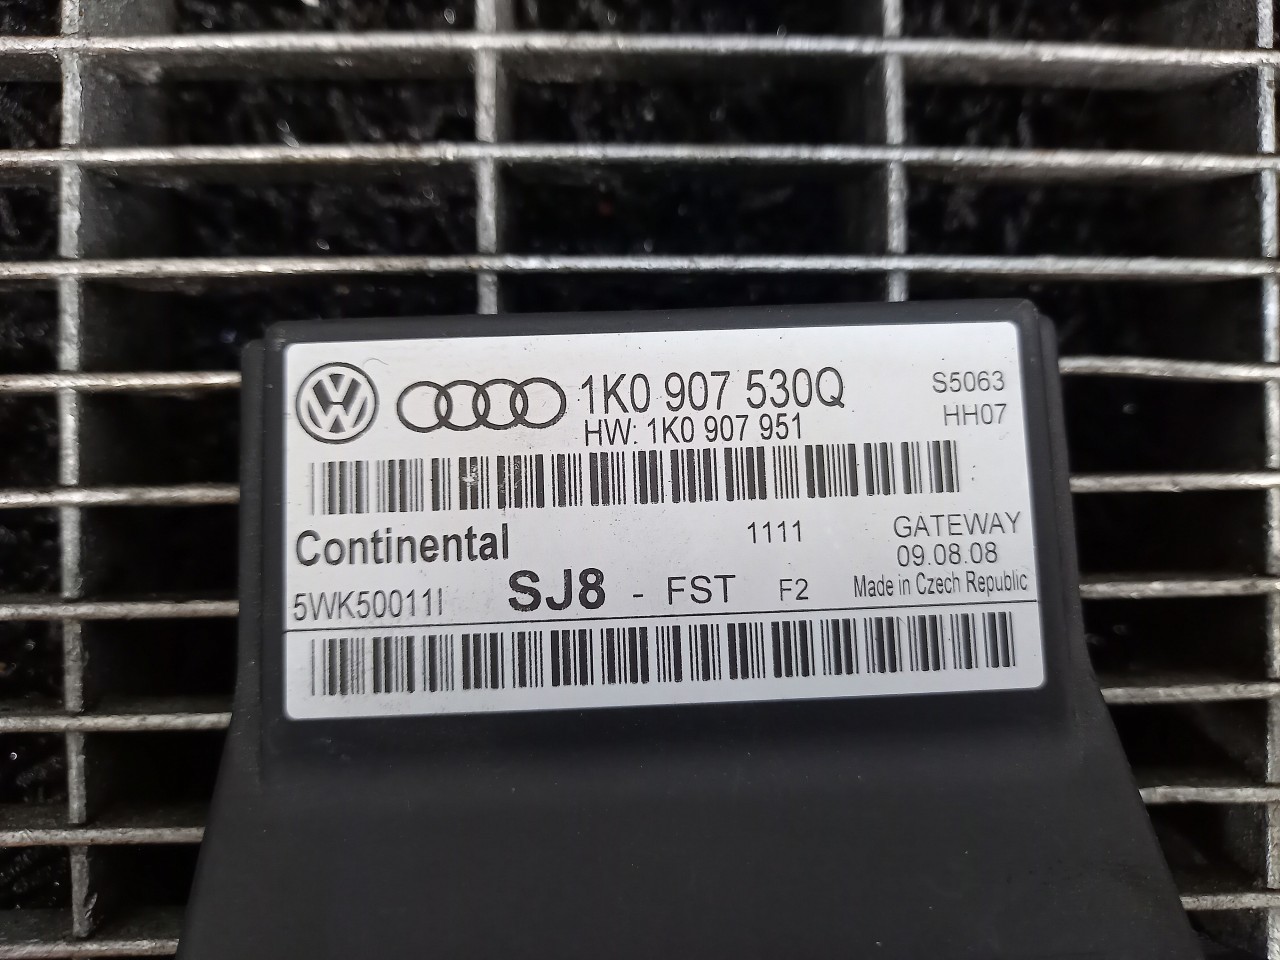 1K0 907 530Q
S5063
HW: 1K0 907 951
HH07
Continental
1111
GATEWAY
09.08.08
5WK50011I
SJ8 - FST F2
Made in Czech Republic